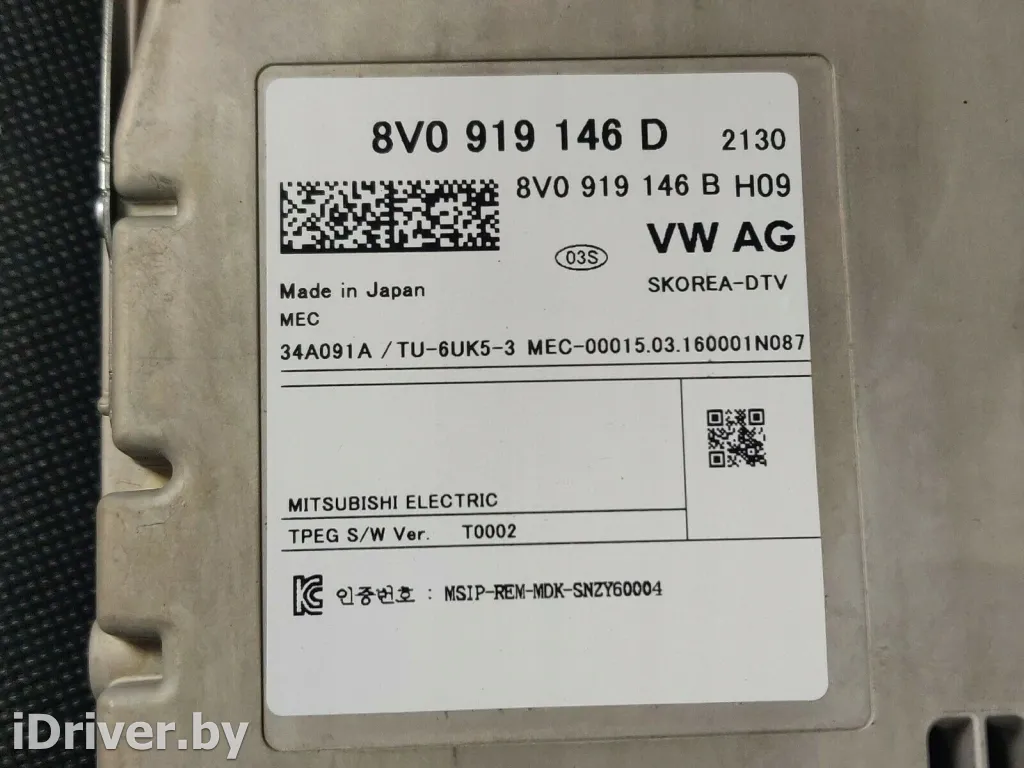 8V0 919 146 D 2130
8V0 919 146 B H09
VW AG
03S
SKOREA-DTV
Made in Japan
MEC
34A091A / TU-6UK5-3 MEC-00015.03.160001N087
MITSUBISHI ELECTRIC
TPEG S/W Ver. T0002
인증번호 : MSIP-REM-MDK-SNZY60004
iDriver.by